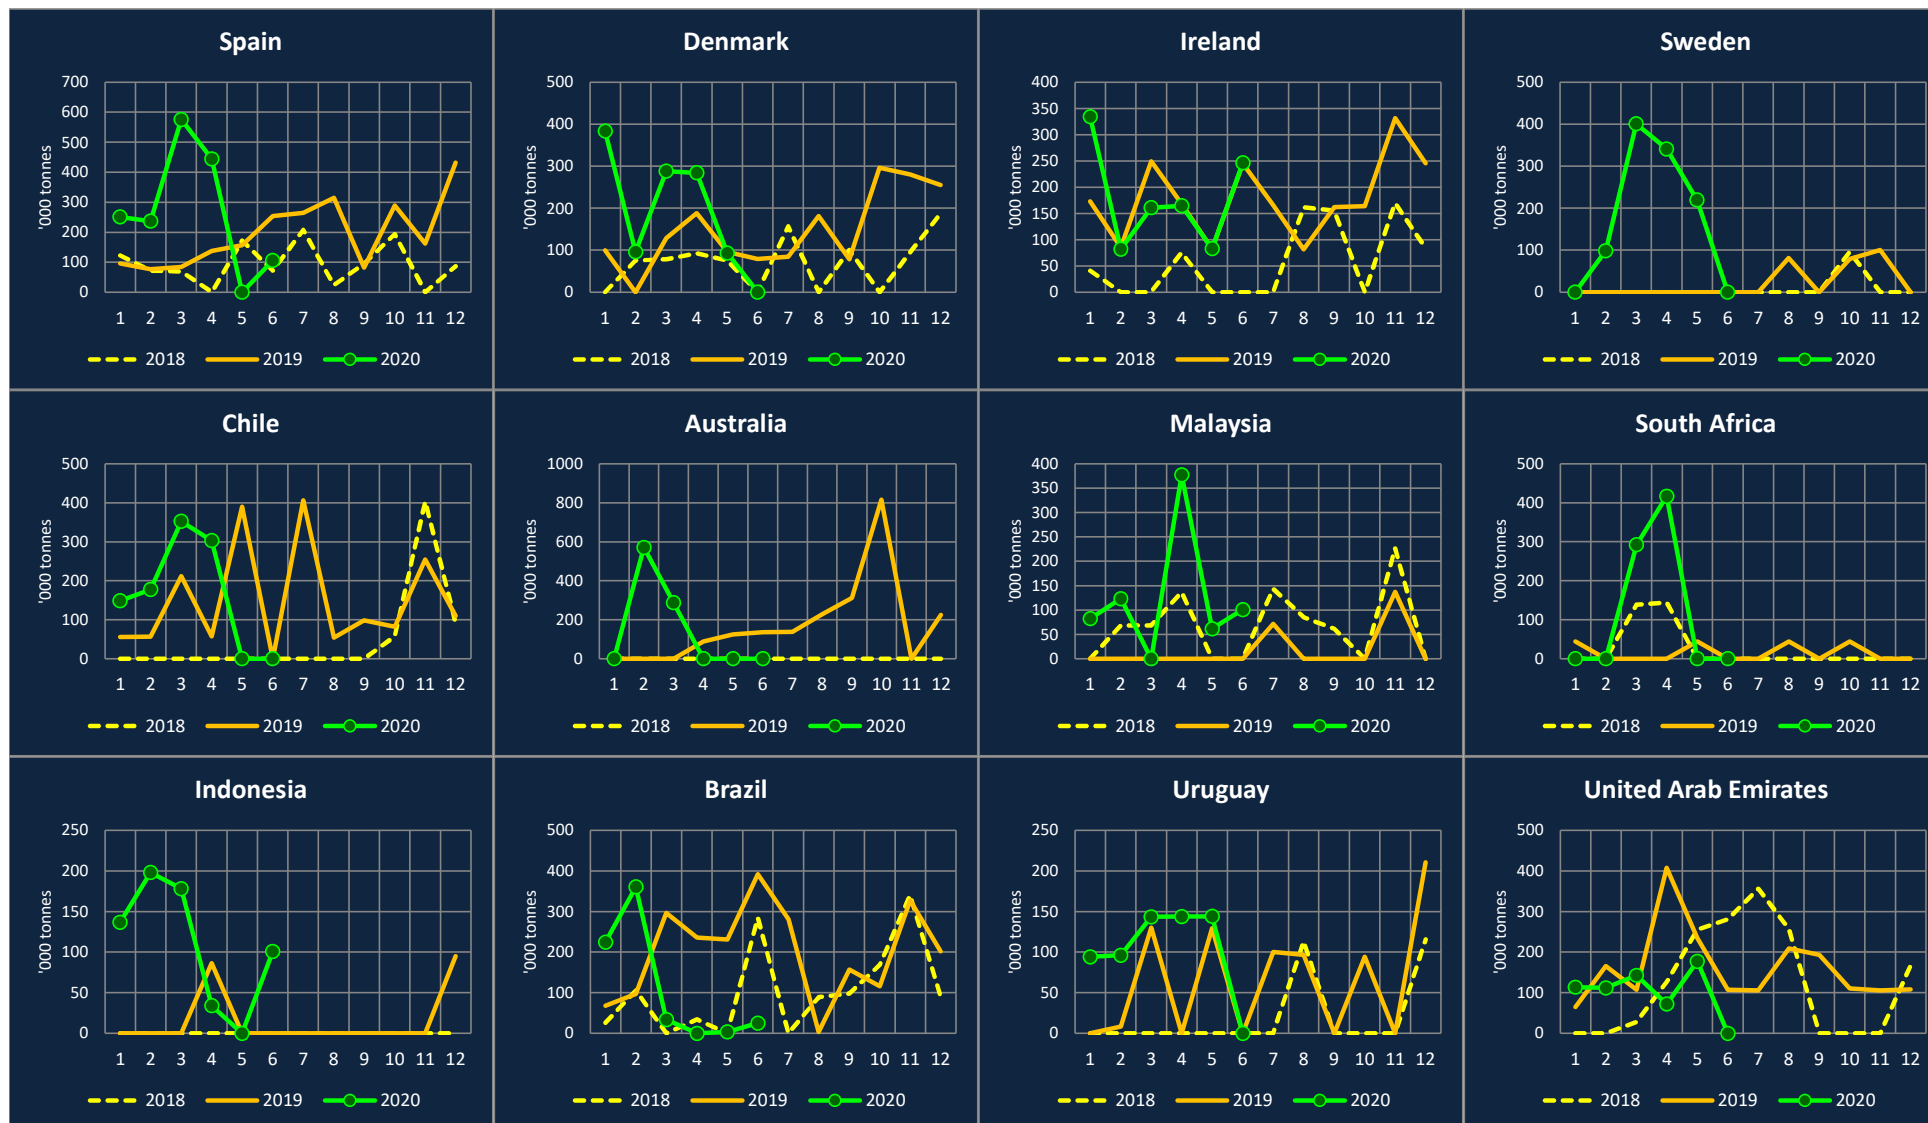 Spain
'000 tonnes
700
600
500
400
300
200
100
0
1 2 3 4 5 6 7 8 9 10 11 12
2018 2019 2020
Denmark
'000 tonnes
500
400
300
200
100
0
1 2 3 4 5 6 7 8 9 10 11 12
2018 2019 2020
Ireland
'000 tonnes
400
350
300
250
200
150
100
50
0
1 2 3 4 5 6 7 8 9 10 11 12
2018 2019 2020
Sweden
'000 tonnes
500
400
300
200
100
0
1 2 3 4 5 6 7 8 9 10 11 12
2018 2019 2020
Chile
'000 tonnes
500
400
300
200
100
0
1 2 3 4 5 6 7 8 9 10 11 12
2018 2019 2020
Australia
'000 tonnes
1000
800
600
400
200
0
1 2 3 4 5 6 7 8 9 10 11 12
2018 2019 2020
Malaysia
'000 tonnes
400
350
300
250
200
150
100
50
0
1 2 3 4 5 6 7 8 9 10 11 12
2018 2019 2020
South Africa
'000 tonnes
500
400
300
200
100
0
1 2 3 4 5 6 7 8 9 10 11 12
2018 2019 2020
Indonesia
'000 tonnes
250
200
150
100
50
0
1 2 3 4 5 6 7 8 9 10 11 12
2018 2019 2020
Brazil
'000 tonnes
500
400
300
200
100
0
1 2 3 4 5 6 7 8 9 10 11 12
2018 2019 2020
Uruguay
'000 tonnes
250
200
150
100
50
0
1 2 3 4 5 6 7 8 9 10 11 12
2018 2019 2020
United Arab Emirates
'000 tonnes
500
400
300
200
100
0
1 2 3 4 5 6 7 8 9 10 11 12
2018 2019 2020